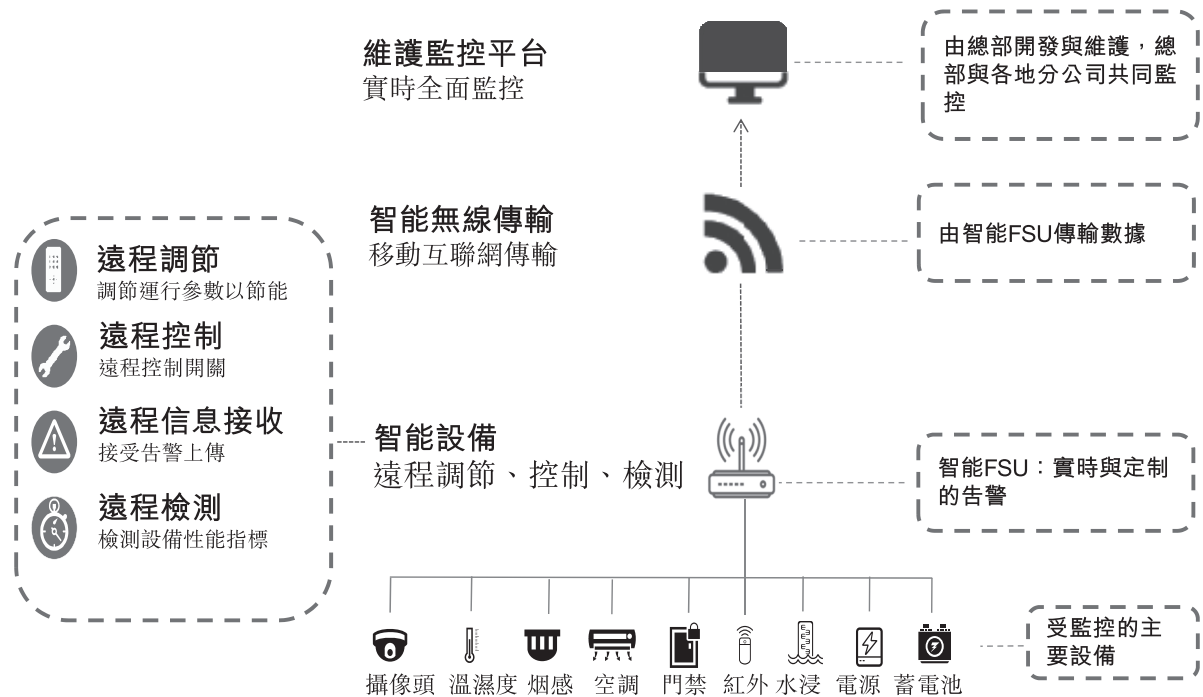 維護監控平台
實時全面監控
由總部開發與維護，總
部與各地分公司共同監
控
智能無線傳輸
移動互聯網傳輸
由智能FSU傳輸數據
遠程調節
調節運行參數以節能
遠程控制
遠程控制開關
遠程信息接收
接受告警上傳
遠程檢測
檢測設備性能指標
智能設備
遠程調節、控制、檢測
智能FSU：實時與定制
的告警
攝像頭 溫濕度 烟感 空調 門禁 紅外 水浸 電源 蓄電池
受監控的主
要設備